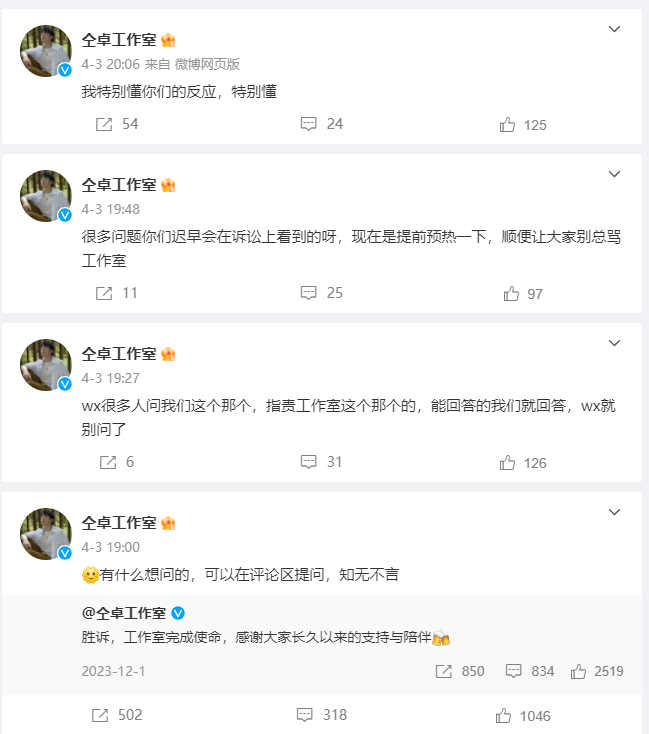 仝卓工作室
4-3 20:06 来自 微博网页版
我特别懂你们的反应，特别懂
54 24 125
仝卓工作室
4-3 19:48
很多问题你们迟早会在诉讼上看到的呀，现在是提前预热一下，顺便让大家别总骂
工作室
11 25 97
仝卓工作室
4-3 19:27
wx很多人问我们这个那个，指责工作室这个那个的，能回答的我们就回答，wx就
别问了
6 31 126
仝卓工作室
4-3 19:00
有什么想问的，可以在评论区提问，知无不言
@仝卓工作室
胜诉，工作室完成使命，感谢大家长久以来的支持与陪伴
2023-12-1 850 834 2519
502 318 1046